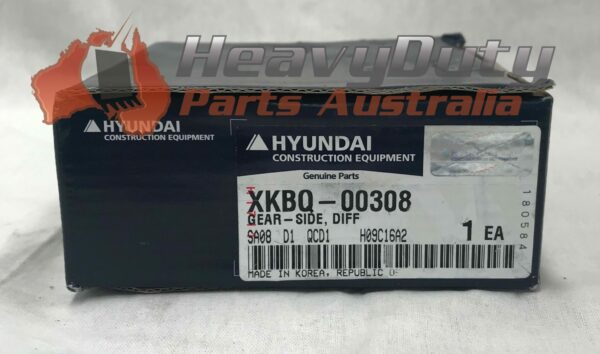 HeavyDuty
Parts Australia
HYUNDAI
CONSTRUCTION EQUIPMENT
HYUNDAI
CONSTRUCTION EQUIPMENT
Genuine Parts
XKBQ-00308
GEAR-SIDE, DIFF
SA08 D1 QCD1 H09C16A2
1 EA
MADE IN KOREA, REPUBLIC OF
180584